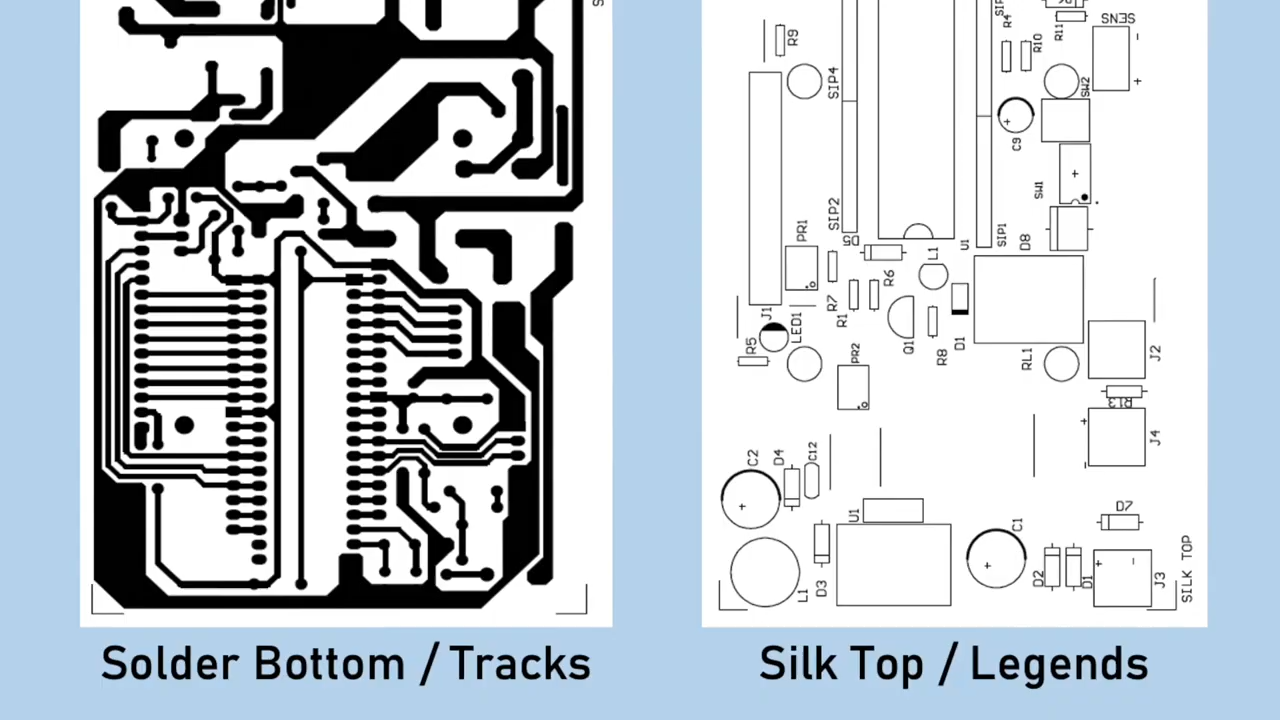 S
SIP
R4
R10
R11
SENS
-
+
R9
SIP4
SW2
+
C9
+
SW1
SIP2
PR1
D5
SIP1
U1
D8
L1
R6
R7
R1
J1
LED1
Q1
R8
D1
RL1
J2
R5
PR2
R13
+
J4
-
C2
D4
C12
+
U1
C1
+
D7
D3
L1
D2
D1
+
-
J3
SILK TOP
Solder Bottom / Tracks
Silk Top / Legends